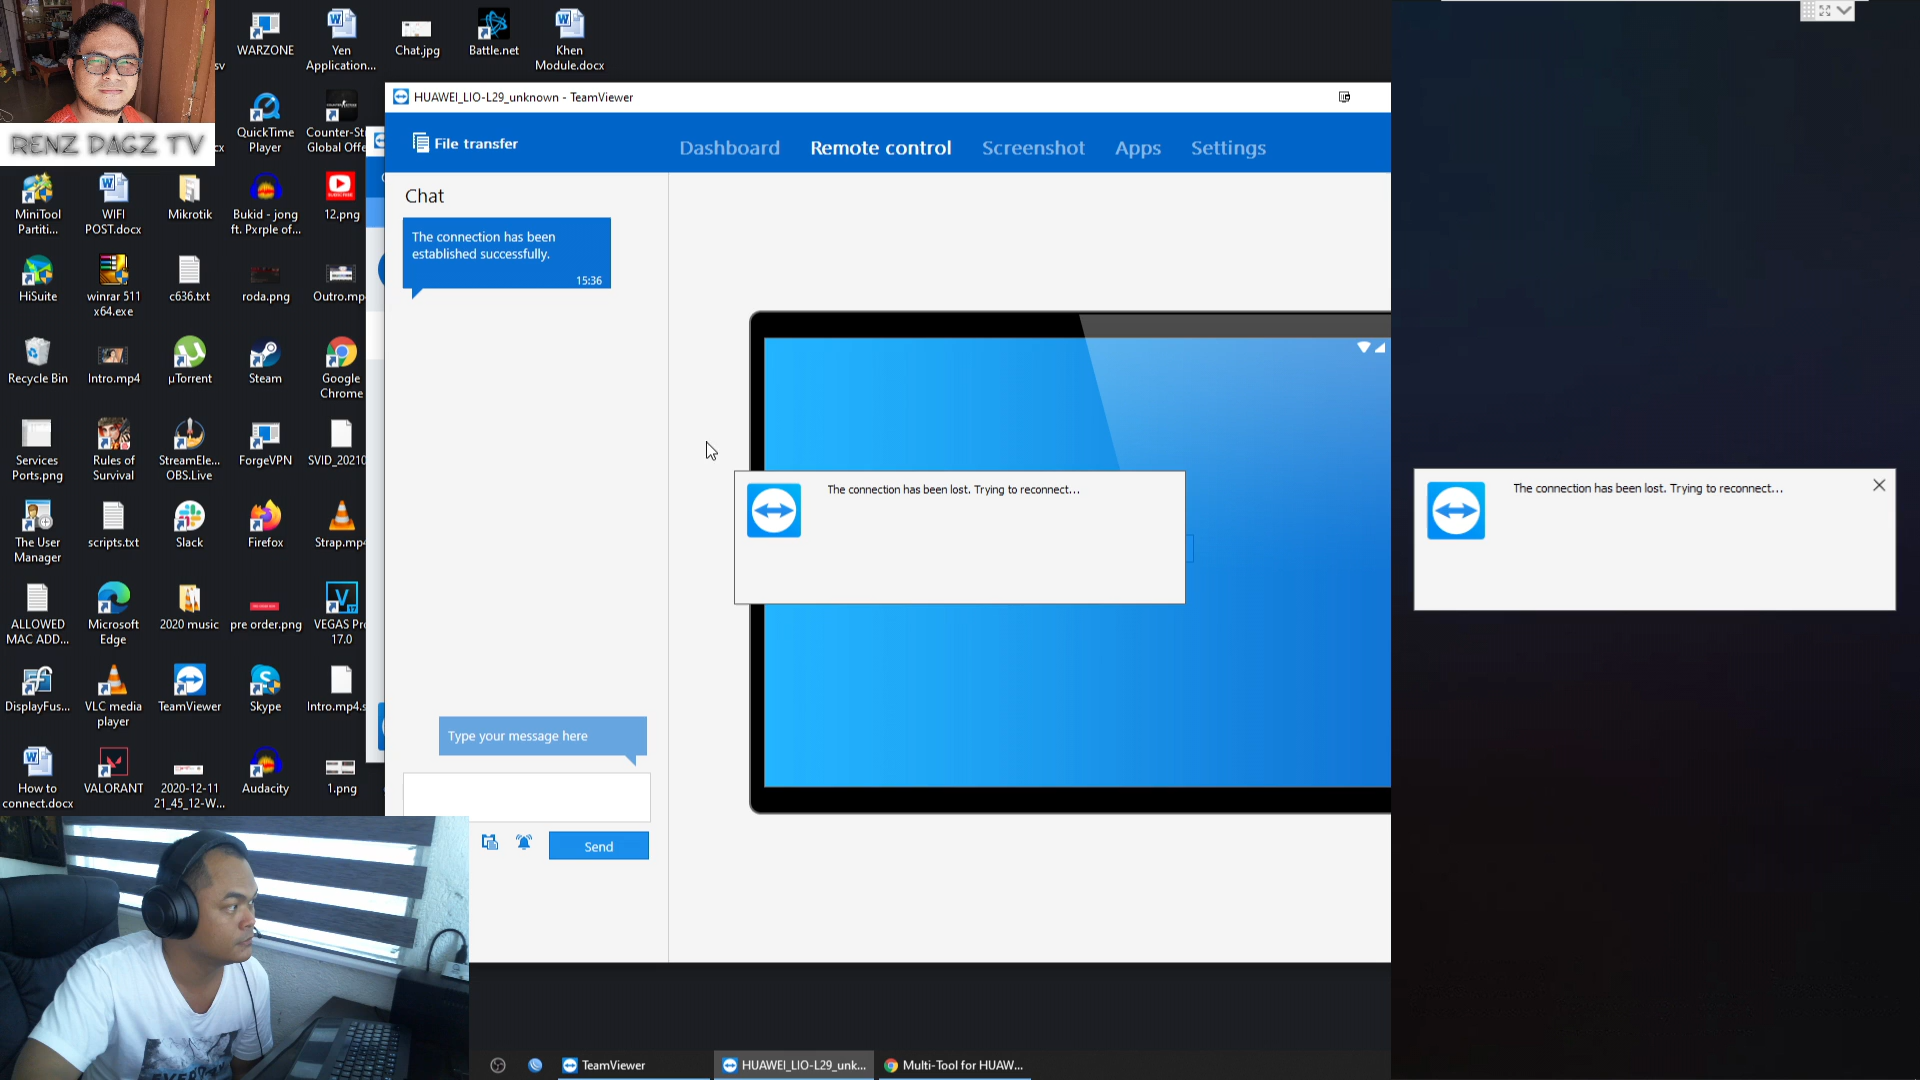 RENZ DAGZ TV
sv
WARZONE
Yen
Application...
Chat.jpg
Battle.net
Khen
Module.docx
cx
QuickTime
Player
Counter-St
Global Offe
MiniTool
Partiti...
WIFI
POST.docx
Mikrotik
Bukid - jong
ft. Pxrple of...
12.png
HiSuite
winrar 511
x64.exe
c636.txt
roda.png
Outro.mp
Recycle Bin
Intro.mp4
µTorrent
Steam
Google
Chrome
Services
Ports.png
Rules of
Survival
StreamEle...
OBS.Live
ForgeVPN
SVID_20210
The User
Manager
scripts.txt
Slack
Firefox
Strap.mp4
ALLOWED
MAC ADD...
Microsoft
Edge
2020 music
pre order.png
VEGAS Pro
17.0
DisplayFus...
VLC media
player
TeamViewer
Skype
Intro.mp4.s
How to
connect.docx
VALORANT
2020-12-11
21_45_12-W...
Audacity
1.png
HUAWEI_LIO-L29_unknown - TeamViewer
File transfer
Dashboard
Remote control
Screenshot
Apps
Settings
Chat
The connection has been
established successfully.
15:36
The connection has been lost. Trying to reconnect...
The connection has been lost. Trying to reconnect...
Type your message here
Send
TeamViewer
HUAWEI_LIO-L29_unk...
Multi-Tool for HUAW...